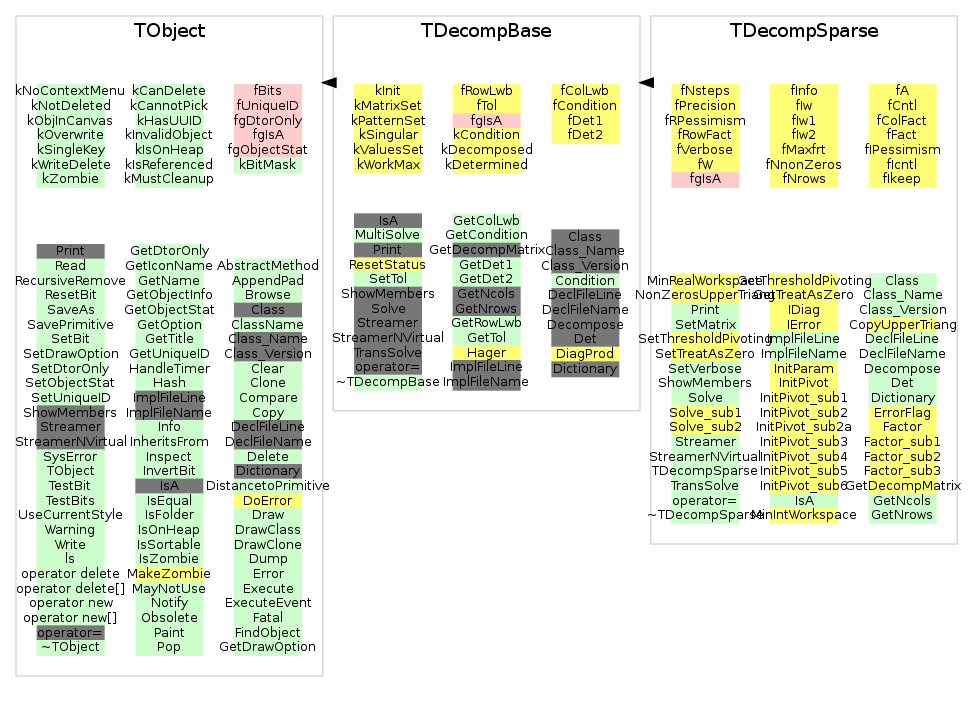 TObject
kNoContextMenu
kNotDeleted
kObjInCanvas
kOverwrite
kSingleKey
kWriteDelete
kZombie
kCanDelete
kCannotPick
kHasUUID
kInvalidObject
kIsOnHeap
kIsReferenced
kMustCleanup
fBits
fUniqueID
fgDtorOnly
fgIsA
fgObjectStat
kBitMask
Print
Read
RecursiveRemove
ResetBit
SaveAs
SavePrimitive
SetBit
SetDrawOption
SetDtorOnly
SetObjectStat
SetUniqueID
ShowMembers
Streamer
StreamerNVirtual
SysError
TObject
TestBit
TestBits
UseCurrentStyle
Warning
Write
ls
operator delete
operator delete[]
operator new
operator new[]
operator=
~TObject
GetDtorOnly
GetIconName
GetName
GetObjectInfo
GetObjectStat
GetOption
GetTitle
GetUniqueID
HandleTimer
Hash
ImplFileLine
ImplFileName
Info
InheritsFrom
Inspect
InvertBit
IsA
IsEqual
IsFolder
IsOnHeap
IsSortable
IsZombie
MakeZombie
MayNotUse
Notify
Obsolete
Paint
Pop
AbstractMethod
AppendPad
Browse
Class
ClassName
Class_Name
Class_Version
Clear
Clone
Compare
Copy
DeclFileLine
DeclFileName
Delete
Dictionary
DistancetoPrimitive
DoError
Draw
DrawClass
DrawClone
Dump
Error
Execute
ExecuteEvent
Fatal
FindObject
GetDrawOption
TDecompBase
kInit
kMatrixSet
kPatternSet
kSingular
kValuesSet
kWorkMax
fRowLwb
fTol
fgIsA
kCondition
kDecomposed
kDetermined
fColLwb
fCondition
fDet1
fDet2
IsA
MultiSolve
Print
ResetStatus
SetTol
ShowMembers
Solve
Streamer
StreamerNVirtual
TransSolve
operator=
~TDecompBase
GetColLwb
GetCondition
GetDecompMatrix
GetDet1
GetDet2
GetNcols
GetNrows
GetRowLwb
GetTol
Hager
ImplFileLine
ImplFileName
Class
Class_Name
Class_Version
Condition
DeclFileLine
DeclFileName
Decompose
Det
DiagProd
Dictionary
TDecompSparse
fNsteps
fPrecision
fRPessimism
fRowFact
fVerbose
fW
fgIsA
fInfo
fIw
fIw1
fIw2
fMaxfrt
fNnonZeros
fNrows
fA
fCntl
fColFact
fFact
fIPessimism
fIcntl
fIkeep
MinRealWorkspace
NonZerosUpperTriang
Print
SetMatrix
SetThresholdPivoting
SetTreatAsZero
SetVerbose
ShowMembers
Solve
Solve_sub1
Solve_sub2
Streamer
StreamerNVirtual
TDecompSparse
TransSolve
operator=
~TDecompSparse
GetThresholdPivoting
GetTreatAsZero
IDiag
IError
ImplFileLine
ImplFileName
InitParam
InitPivot
InitPivot_sub1
InitPivot_sub2
InitPivot_sub2a
InitPivot_sub3
InitPivot_sub4
InitPivot_sub5
InitPivot_sub6
IsA
MinIntWorkspace
Class
Class_Name
Class_Version
CopyUpperTriang
DeclFileLine
DeclFileName
Decompose
Det
Dictionary
ErrorFlag
Factor
Factor_sub1
Factor_sub2
Factor_sub3
GetDecompMatrix
GetNcols
GetNrows